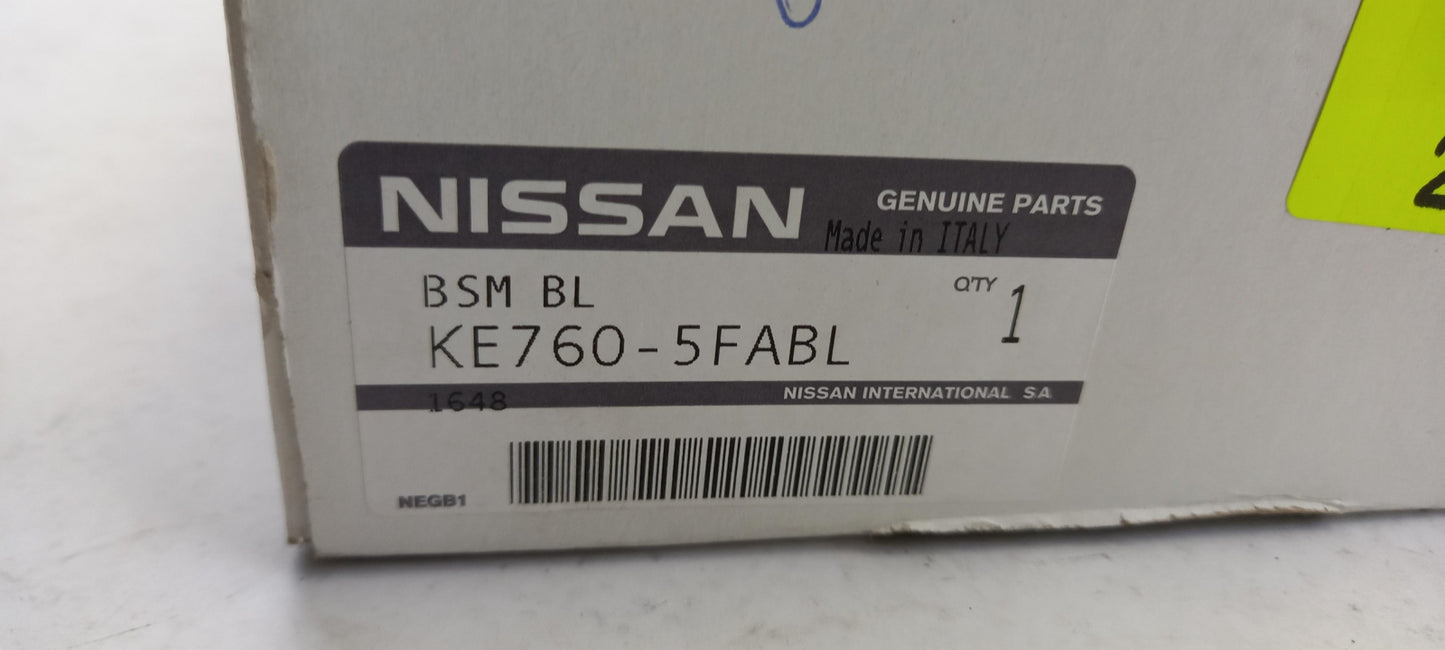 NISSAN GENUINE PARTS
Made in ITALY
BSM BL QTY 1
KE760-5FABL
1648 NISSAN INTERNATIONAL SA
NEGB1